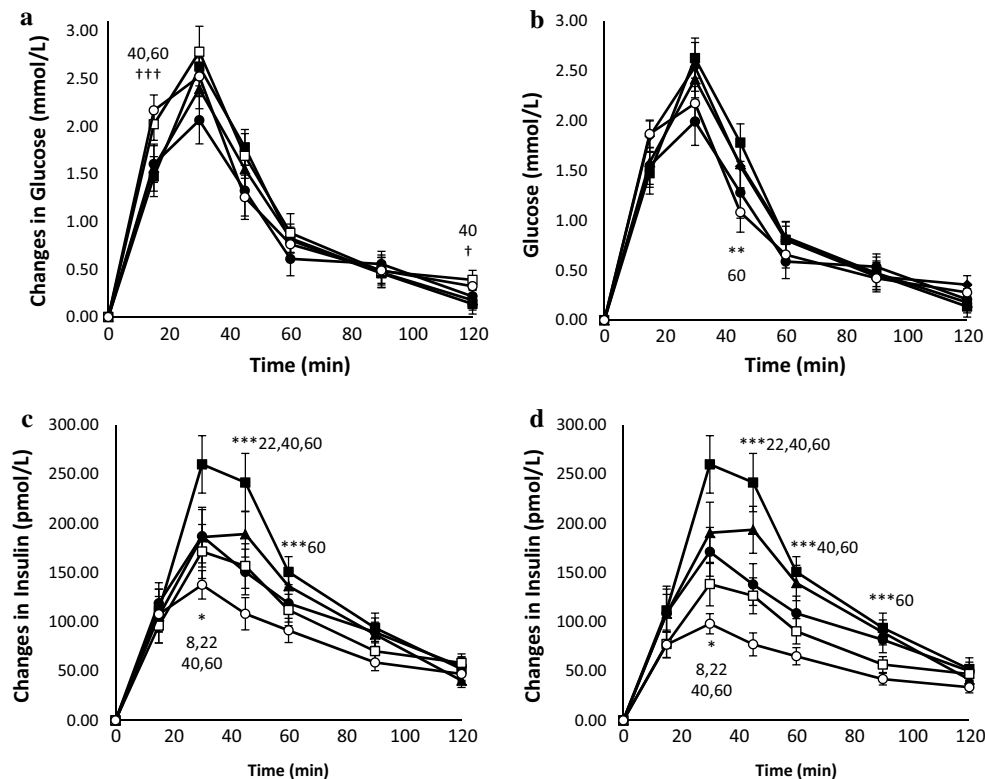 a
Changes in Glucose (mmol/L)
3.00
2.50
2.00
1.50
1.00
0.50
0.00
40,60
†††
40
†
0 20 40 60 80 100 120
Time (min)
b
Glucose (mmol/L)
3.00
2.50
2.00
1.50
1.00
0.50
0.00
**
60
0 20 40 60 80 100 120
Time (min)
c
Changes in Insulin (pmol/L)
300.00
250.00
200.00
150.00
100.00
50.00
0.00
***22,40,60
***60
*
8,22
40,60
0 20 40 60 80 100 120
Time (min)
d
Changes in Insulin (pmol/L)
300.00
250.00
200.00
150.00
100.00
50.00
0.00
***22,40,60
***40,60
***60
*
8,22
40,60
0 20 40 60 80 100 120
Time (min)